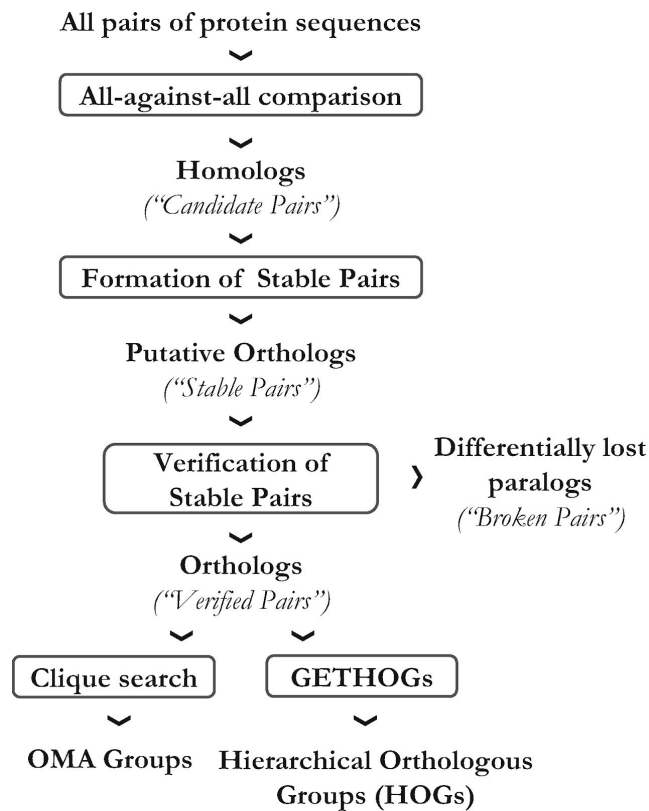 All pairs of protein sequences
All-against-all comparison
Homologs
(“Candidate Pairs”)
Formation of Stable Pairs
Putative Orthologs
(“Stable Pairs”)
Verification of
Stable Pairs
Differentially lost
paralogs
(“Broken Pairs”)
Orthologs
(“Verified Pairs”)
Clique search
GETHOGs
OMA Groups
Hierarchical Orthologous
Groups (HOGs)